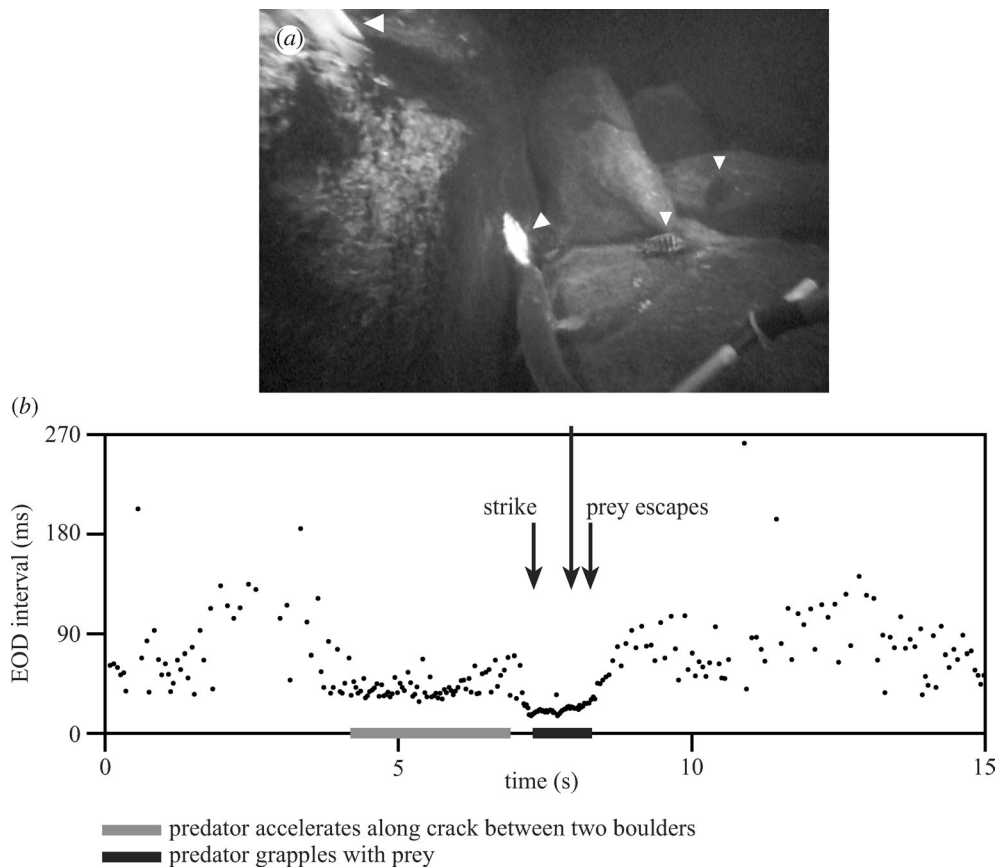 (a)
(b)
270
180
90
0
EOD interval (ms)
strike
prey escapes
0
5
10
15
time (s)
predator accelerates along crack between two boulders
predator grapples with prey